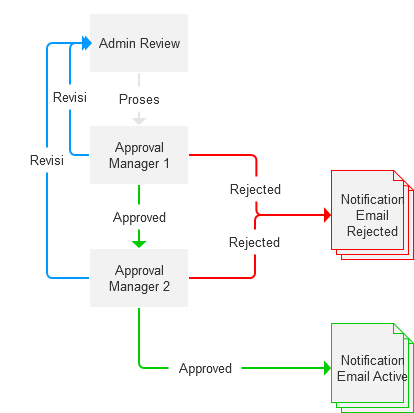 Admin Review
Revisi
Proses
Revisi
Approval
Manager 1
Rejected
Notification
Email
Rejected
Approved
Rejected
Approval
Manager 2
Approved
Notification
Email Active